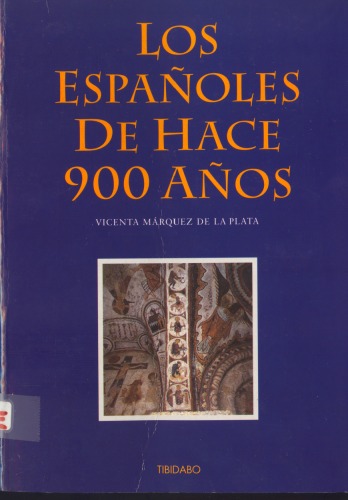 LOS
ESPAÑOLES
DE HACE
900 AÑOS
VICENTA MÁRQUEZ DE LA PLATA
TIBIDABO